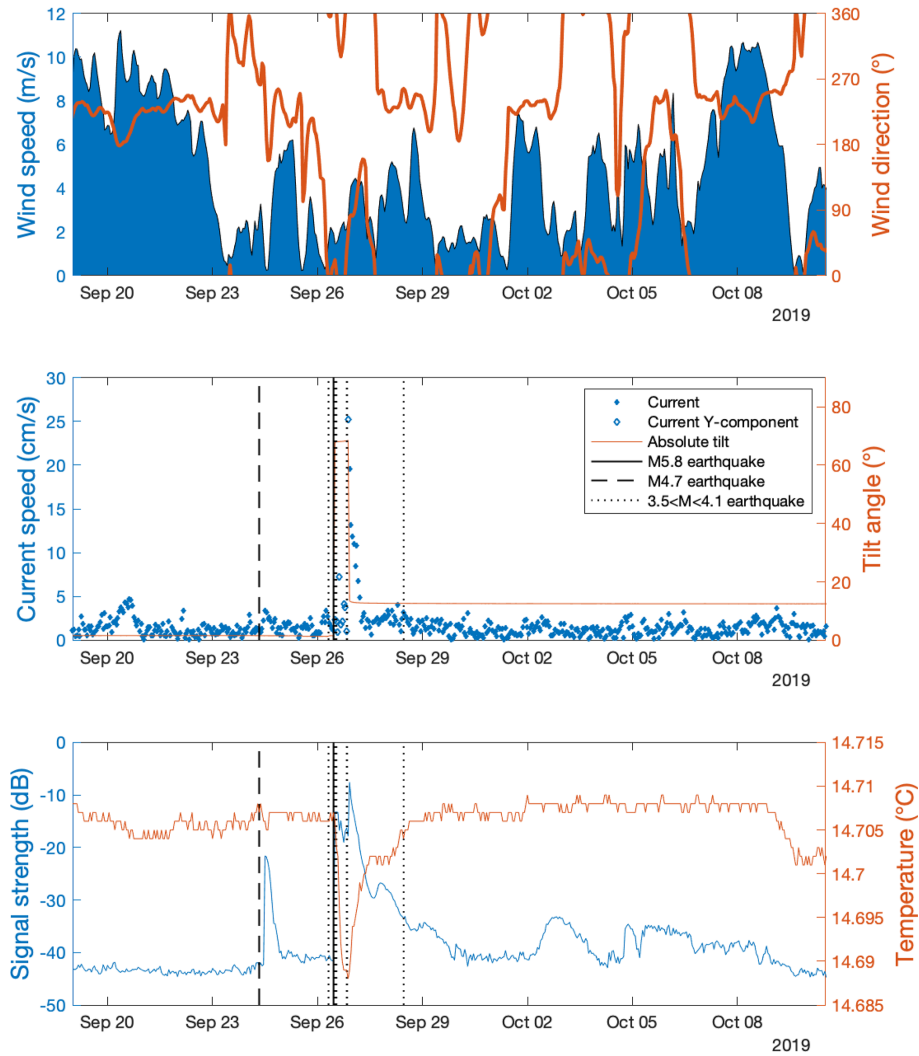 12
10
8
6
4
2
0
Wind speed (m/s)
360
270
180
90
0
Wind direction (°)
Sep 20 Sep 23 Sep 26 Sep 29 Oct 02 Oct 05 Oct 08
2019
30
25
20
15
10
5
0
Current speed (cm/s)
Current
Current Y-component
Absolute tilt
M5.8 earthquake
M4.7 earthquake
3.5<M<4.1 earthquake
80
60
40
20
0
Tilt angle (°)
Sep 20 Sep 23 Sep 26 Sep 29 Oct 02 Oct 05 Oct 08
2019
0
-10
-20
-30
-40
-50
Signal strength (dB)
14.715
14.71
14.705
14.7
14.695
14.69
14.685
Temperature (°C)
Sep 20 Sep 23 Sep 26 Sep 29 Oct 02 Oct 05 Oct 08
2019